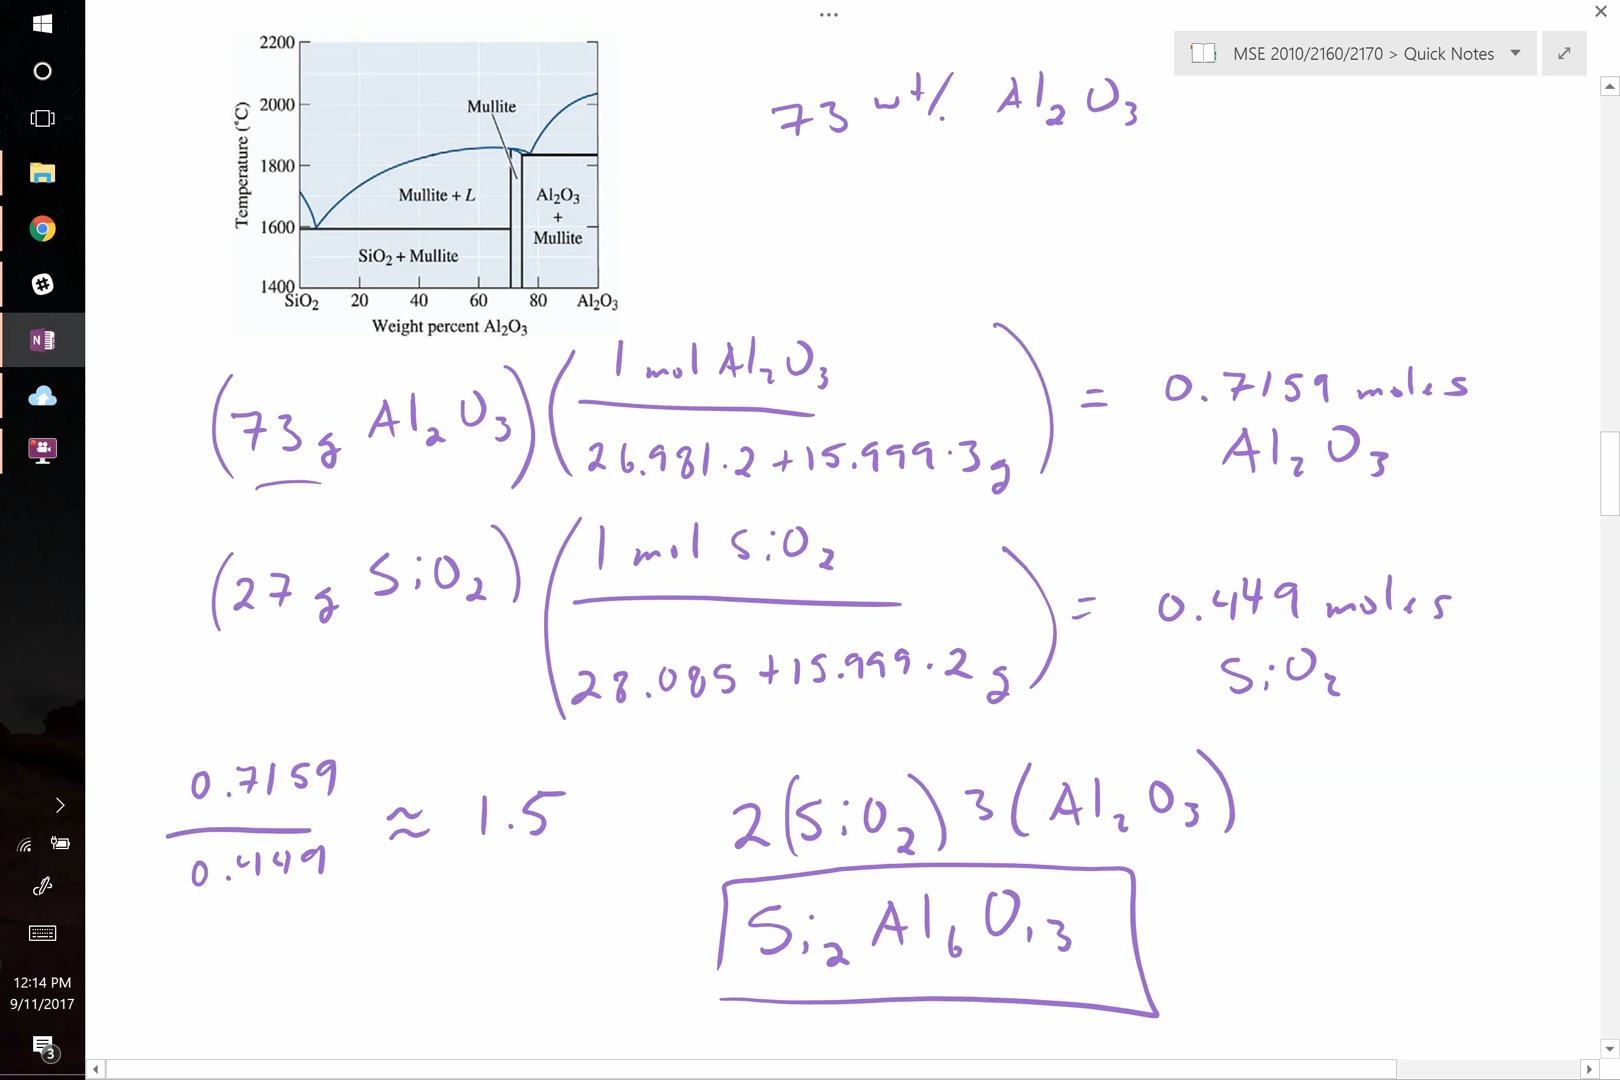 ...
MSE 2010/2160/2170 > Quick Notes
73 wt% Al2O3
2200
2000
1800
1600
1400
Temperature (°C)
Mullite
Mullite + L
Al2O3
+
Mullite
SiO2 + Mullite
SiO2 20 40 60 80 Al2O3
Weight percent Al2O3
(73g Al2O3) (1 mol Al2O3 / 26.981·2+15.999·3g) = 0.7159 moles
Al2O3
(27g SiO2) (1 mol SiO2 / 28.085+15.999·2g) = 0.449 moles
SiO2
0.7159 / 0.449 ≈ 1.5
2(SiO2) 3(Al2O3)
Si2Al6O13
N
12:14 PM
9/11/2017
3